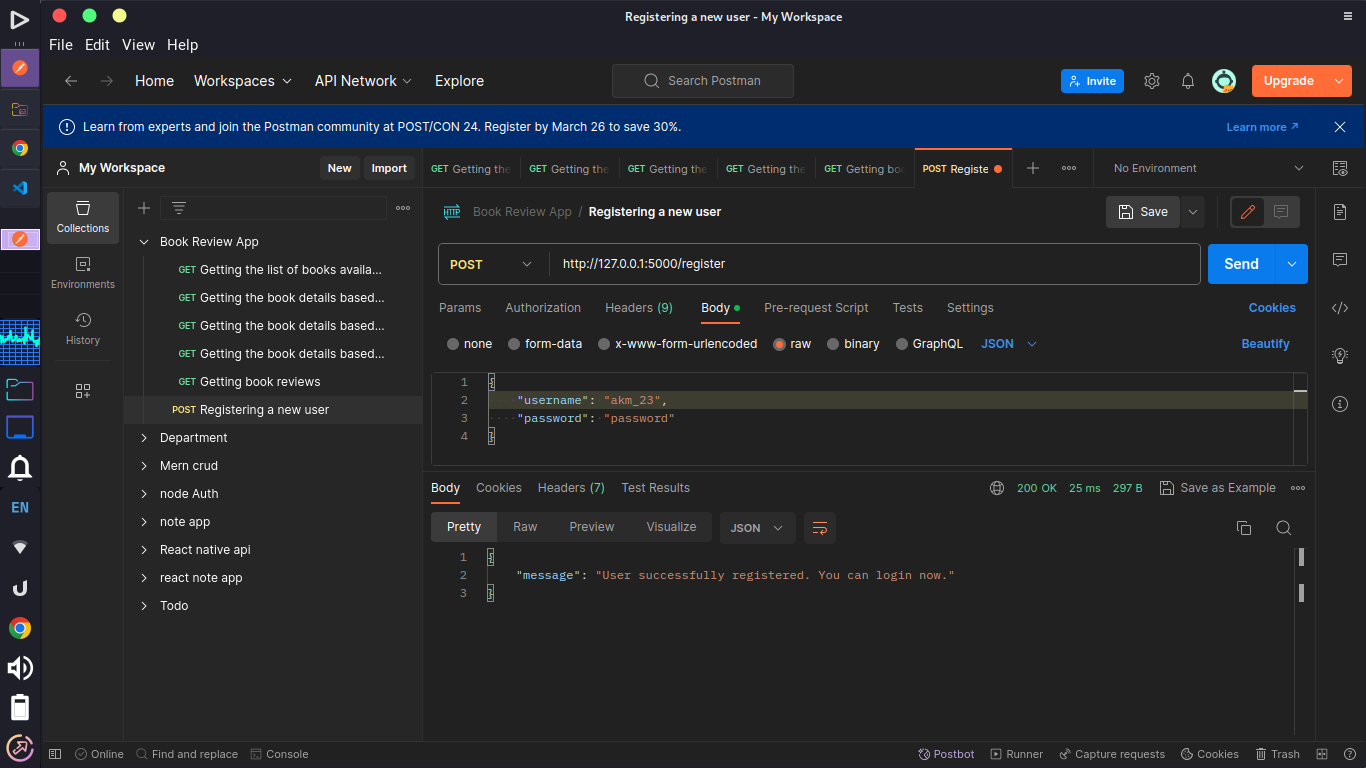 Registering a new user - My Workspace
File Edit View Help
Home Workspaces API Network Explore Search Postman Invite Upgrade
Learn from experts and join the Postman community at POST/CON 24. Register by March 26 to save 30%. Learn more
My Workspace New Import
GET Getting the GET Getting the GET Getting the GET Getting the GET Getting boo POST Registe No Environment
Collections
Environments
History
Book Review App
GET Getting the list of books availa...
GET Getting the book details based...
GET Getting the book details based...
GET Getting the book details based...
GET Getting book reviews
POST Registering a new user
Department
Mern crud
node Auth
note app
React native api
react note app
Todo
HTTP Book Review App / Registering a new user Save
POST http://127.0.0.1:5000/register Send
Params Authorization Headers (9) Body Pre-request Script Tests Settings Cookies
none form-data x-www-form-urlencoded raw binary GraphQL JSON Beautify
1 {
2 "username": "akm_23",
3 "password": "password"
4 }
Body Cookies Headers (7) Test Results 200 OK 25 ms 297 B Save as Example
Pretty Raw Preview Visualize JSON
1 {
2 "message": "User successfully registered. You can login now."
3 }
EN
Online Find and replace Console Postbot Runner Capture requests Cookies Trash